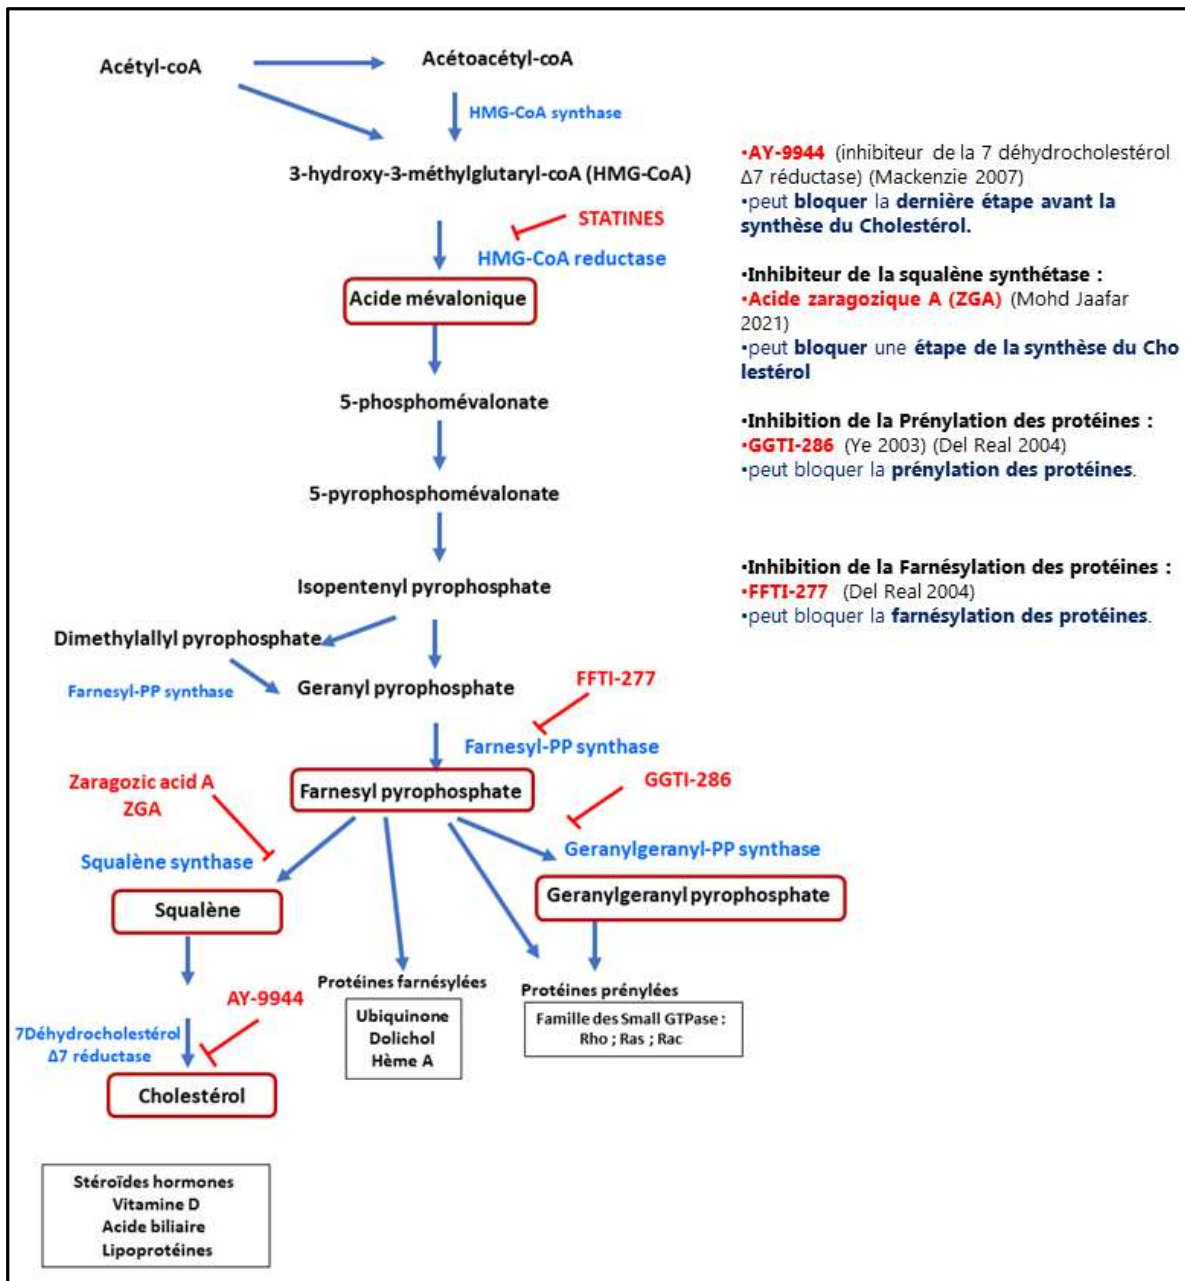 Acétyl-coA
Acétoacétyl-coA
HMG-CoA synthase
3-hydroxy-3-méthylglutaryl-coA (HMG-CoA)
STATINES
HMG-CoA reductase
Acide mévalonique
5-phosphomévalonate
5-pyrophosphomévalonate
Isopentenyl pyrophosphate
Dimethylallyl pyrophosphate
Farnesyl-PP synthase
Geranyl pyrophosphate
FFTI-277
Farnesyl-PP synthase
Zaragozic acid A
ZGA
Farnesyl pyrophosphate
GGTI-286
Squalène synthase
Geranylgeranyl-PP synthase
Squalène
Geranylgeranyl pyrophosphate
Protéines farnésylées
Ubiquinone
Dolichol
Hème A
Protéines prénylées
Famille des Small GTPase :
Rho ; Ras ; Rac
AY-9944
7Déhydrocholestérol
Δ7 réductase
Cholestérol
Stéroïdes hormones
Vitamine D
Acide biliaire
Lipoprotéines
•AY-9944 (inhibiteur de la 7 déhydrocholestérol
Δ7 réductase) (Mackenzie 2007)
•peut bloquer la dernière étape avant la
synthèse du Cholestérol.
•Inhibiteur de la squalène synthétase :
•Acide zaragozique A (ZGA) (Mohd Jaafar
2021)
•peut bloquer une étape de la synthèse du Cho
lestérol
•Inhibition de la Prénylation des protéines :
•GGTI-286 (Ye 2003) (Del Real 2004)
•peut bloquer la prénylation des protéines.
•Inhibition de la Farnésylation des protéines :
•FFTI-277 (Del Real 2004)
•peut bloquer la farnésylation des protéines.